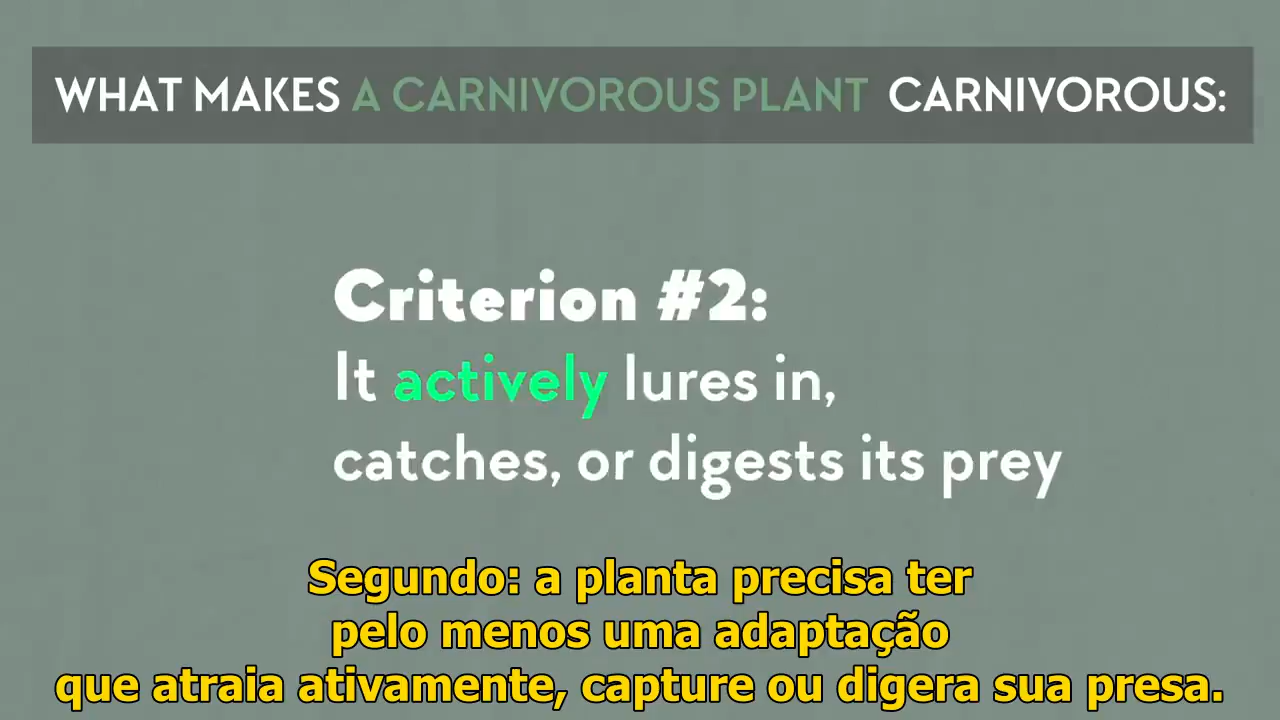 WHAT MAKES A CARNIVOROUS PLANT CARNIVOROUS:
Criterion #2:
It actively lures in,
catches, or digests its prey
Segundo: a planta precisa ter
pelo menos uma adaptação
que atraia ativamente, capture ou digera sua presa.